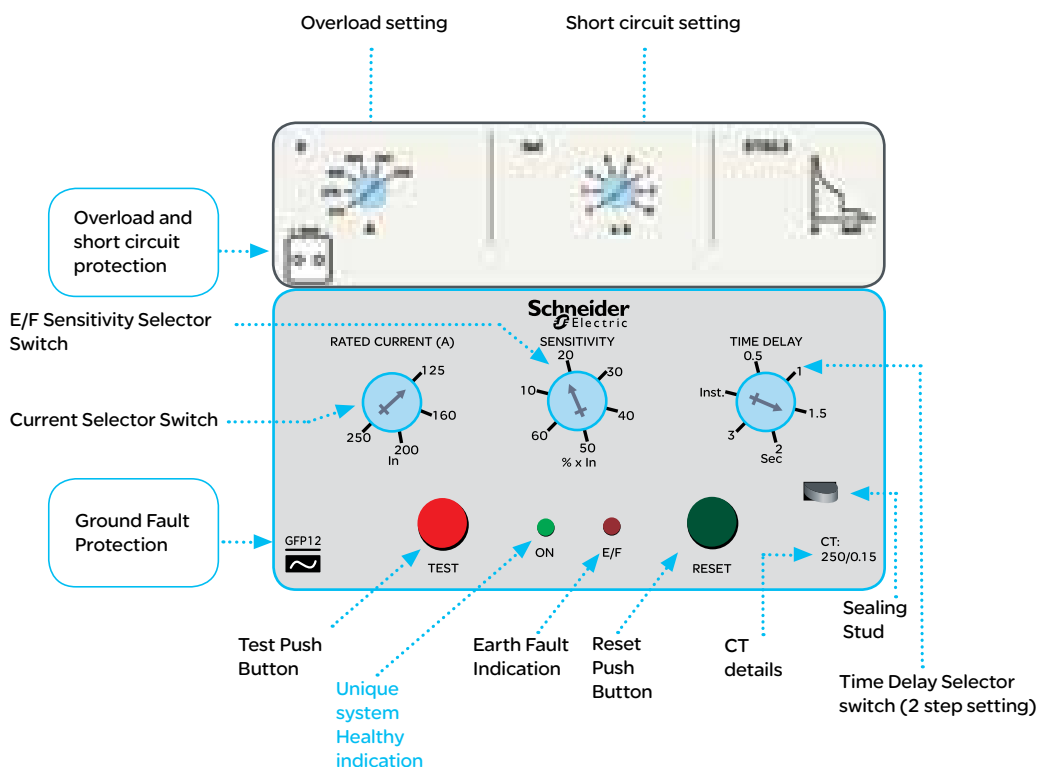 Overload setting
Short circuit setting
Overload and
short circuit
protection
Schneider
Electric
E/F Sensitivity Selector
Switch
RATED CURRENT (A)
125
160
200
250
In
SENSITIVITY
10
20
30
40
50
60
% x In
TIME DELAY
Inst.
0.5
1
1.5
2
3
Sec
Current Selector Switch
Ground Fault
Protection
GFP12
TEST
ON
E/F
RESET
CT:
250/0.15
Test Push
Button
Unique
system
Healthy
indication
Earth Fault
Indication
Reset
Push
Button
CT
details
Sealing
Stud
Time Delay Selector
switch (2 step setting)